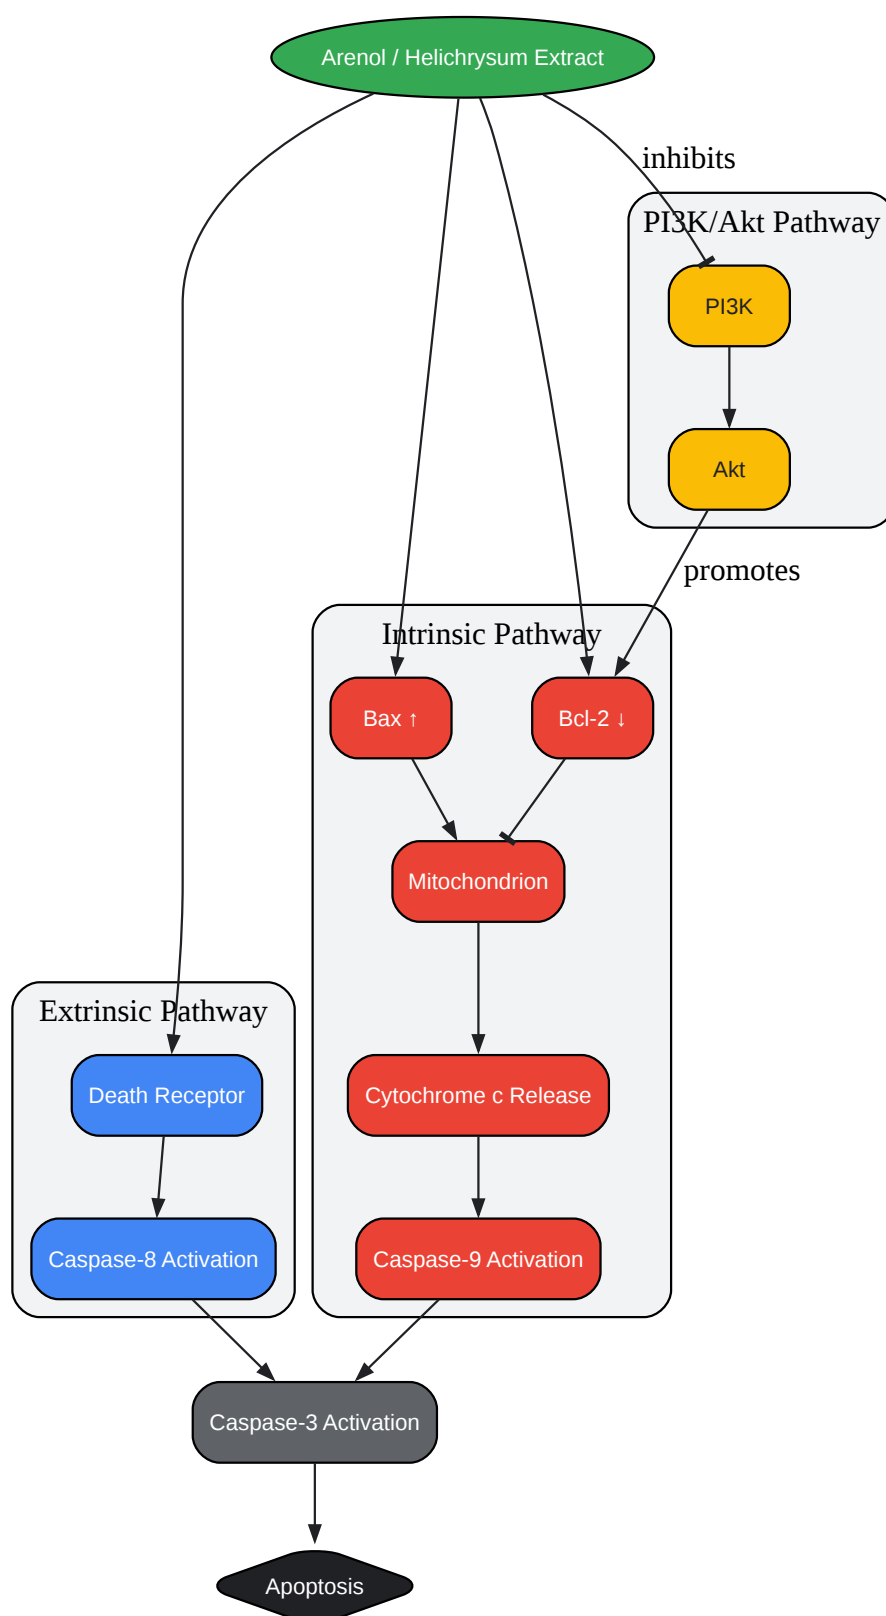 Arenol / Helichrysum Extract
inhibits
PI3K/Akt Pathway
PI3K
Akt
promotes
Intrinsic Pathway
Bax ↑
Bcl-2 ↓
Mitochondrion
Extrinsic Pathway
Death Receptor
Cytochrome c Release
Caspase-8 Activation
Caspase-9 Activation
Caspase-3 Activation
Apoptosis